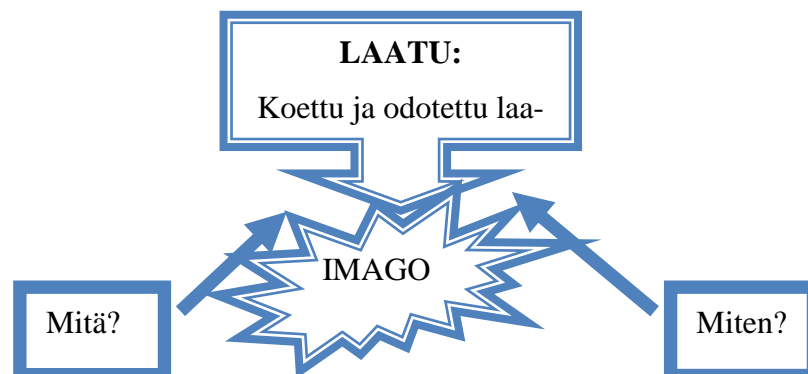 LAATU:
Koettu ja odotettu laa-
IMAGO
Mitä?
Miten?